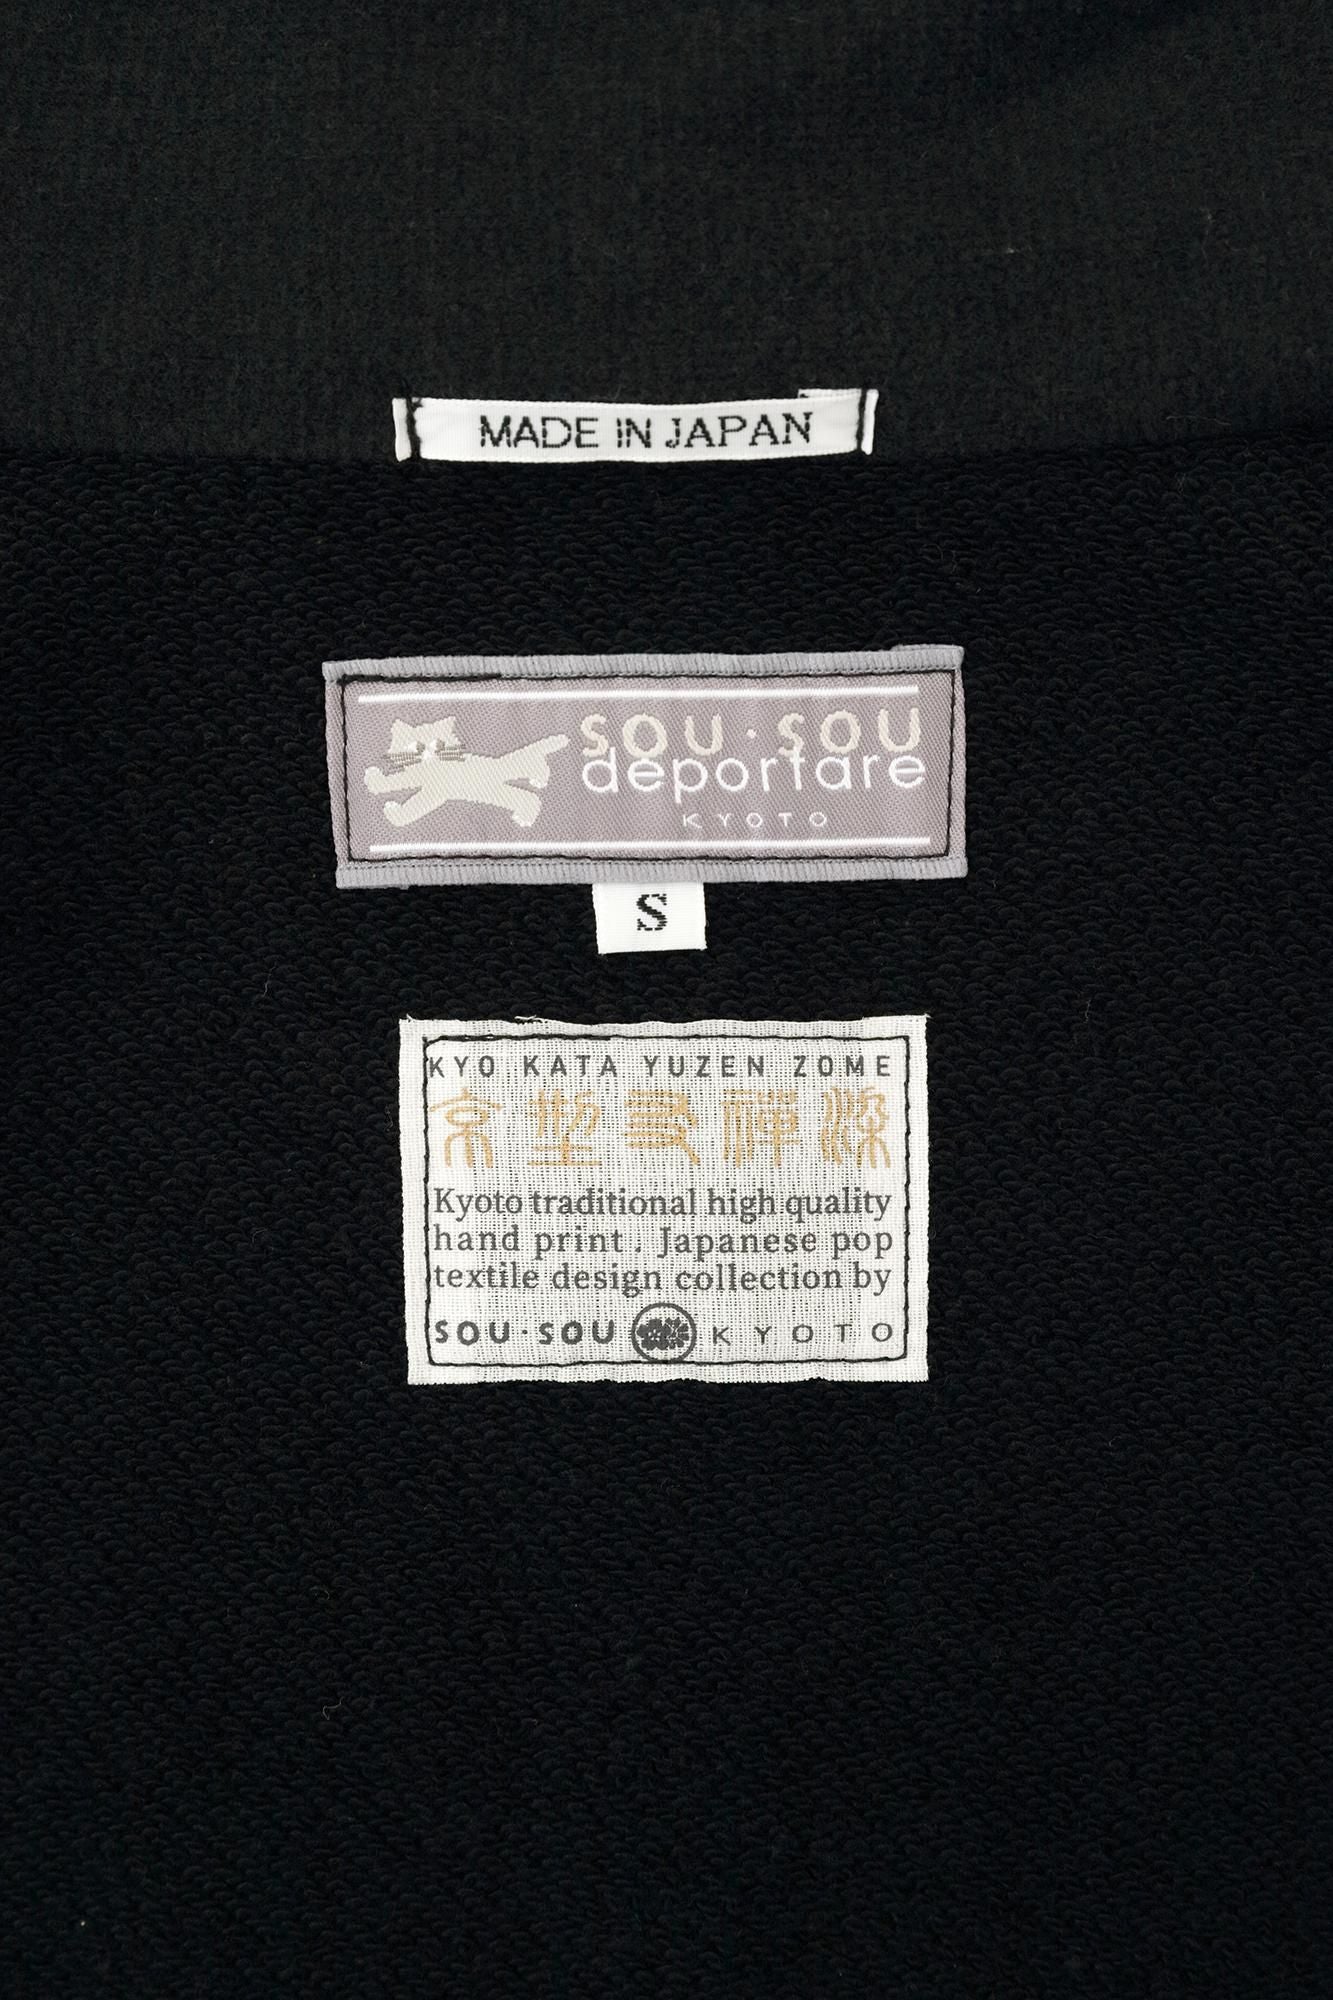 MADE IN JAPAN
SOU·SOU
deportare
KYOTO
S
KYO KATA YUZEN ZOME
京型友禅染
Kyoto traditional high quality
hand print . Japanese pop
textile design collection by
SOU·SOU KYOTO